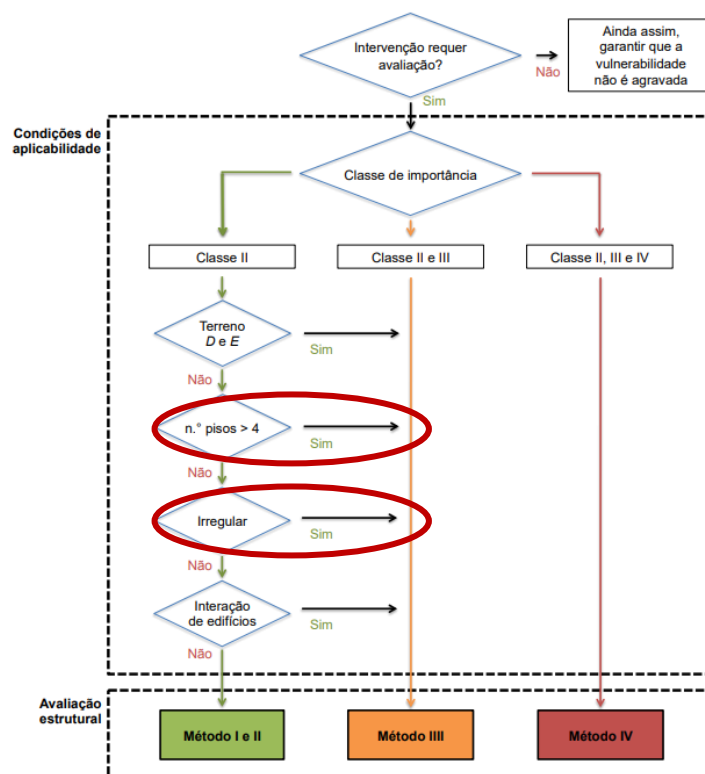 Intervenção requer
avaliação?
Não
Ainda assim,
garantir que a
vulnerabilidade
não é agravada
Sim
Condições de
aplicabilidade
Classe de importância
Classe II
Classe II e III
Classe II, III e IV
Terreno
D e E
Sim
Não
n.° pisos > 4
Sim
Não
Irregular
Sim
Não
Interação
de edifícios
Sim
Não
Avaliação
estrutural
Método I e II
Método IIII
Método IV